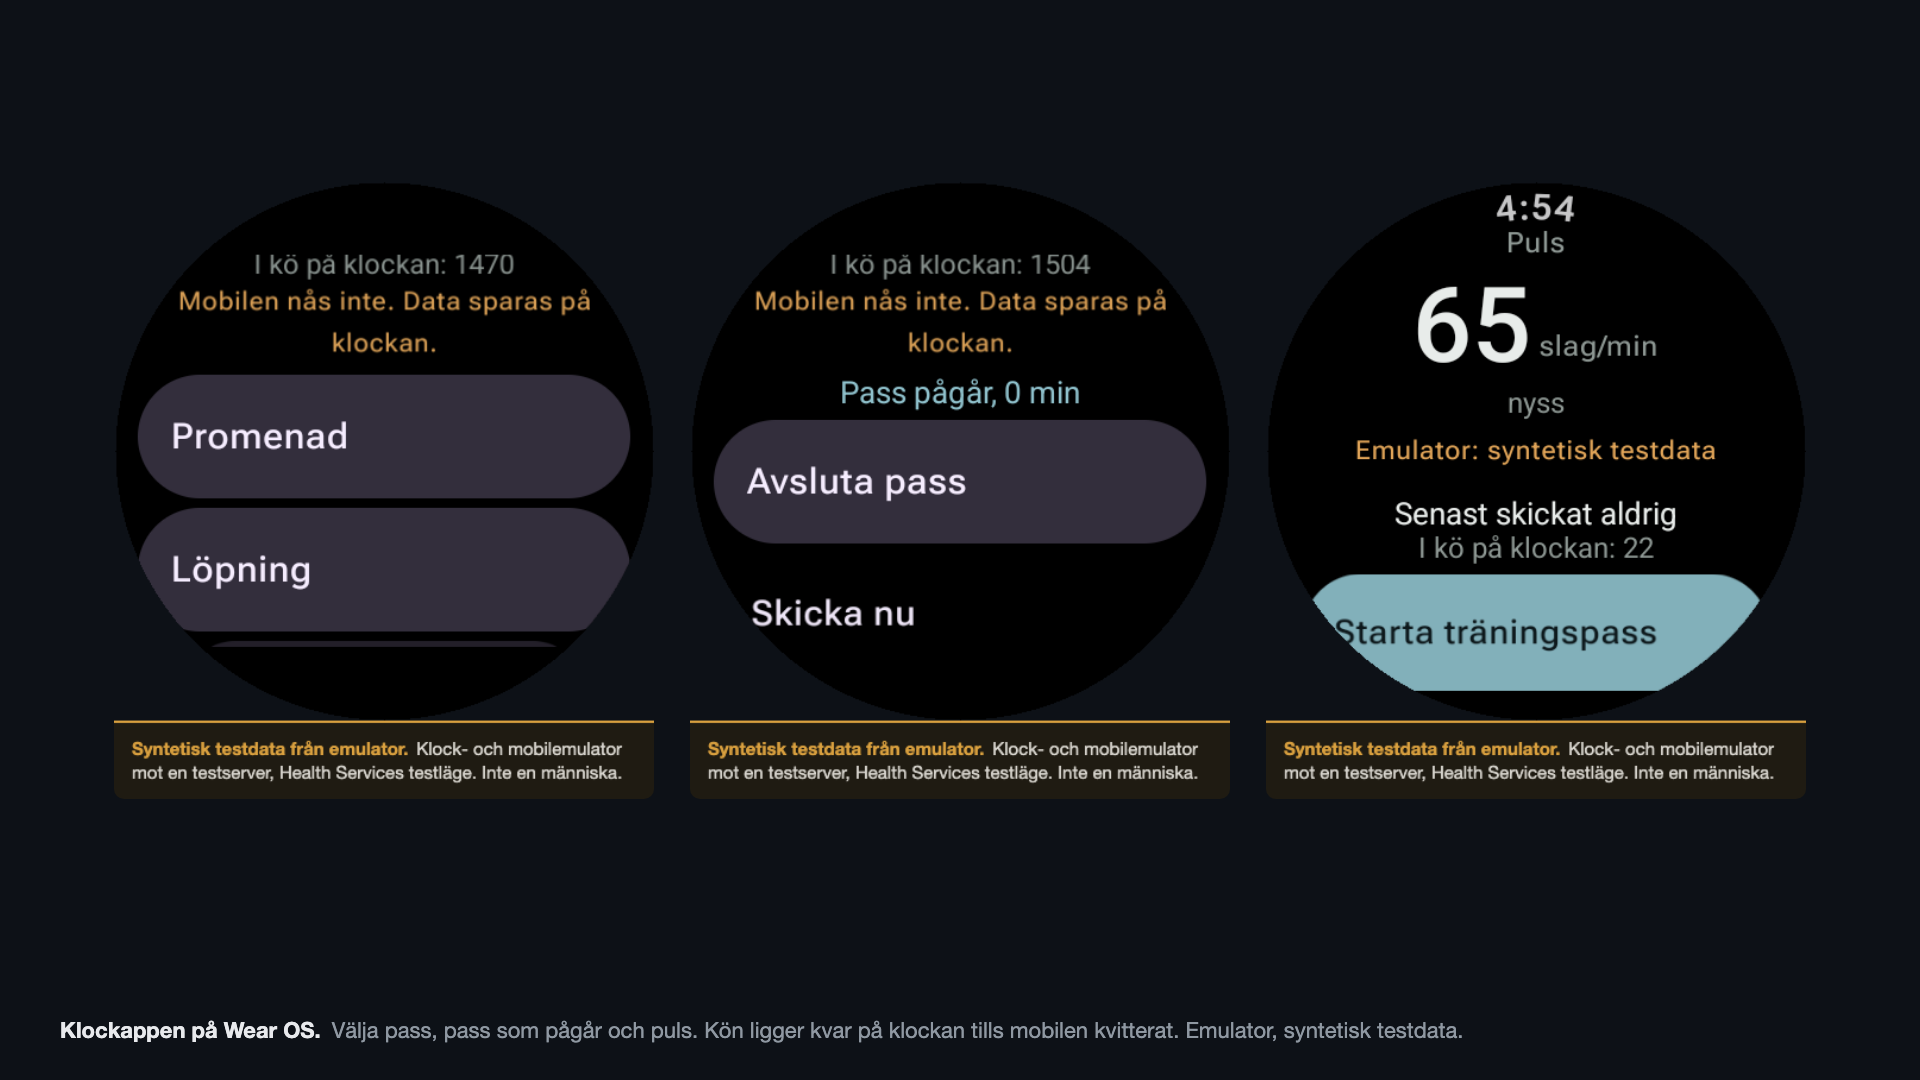 I kö på klockan: 1470
Mobilen nås inte. Data sparas på
klockan.
Promenad
Löpning
Syntetisk testdata från emulator. Klock- och mobilemulator
mot en testserver, Health Services testläge. Inte en människa.
I kö på klockan: 1504
Mobilen nås inte. Data sparas på
klockan.
Pass pågår, 0 min
Avsluta pass
Skicka nu
Syntetisk testdata från emulator. Klock- och mobilemulator
mot en testserver, Health Services testläge. Inte en människa.
4:54
Puls
65 slag/min
nyss
Emulator: syntetisk testdata
Senast skickat aldrig
I kö på klockan: 22
Starta träningspass
Syntetisk testdata från emulator. Klock- och mobilemulator
mot en testserver, Health Services testläge. Inte en människa.
Klockappen på Wear OS. Välja pass, pass som pågår och puls. Kön ligger kvar på klockan tills mobilen kvitterat. Emulator, syntetisk testdata.